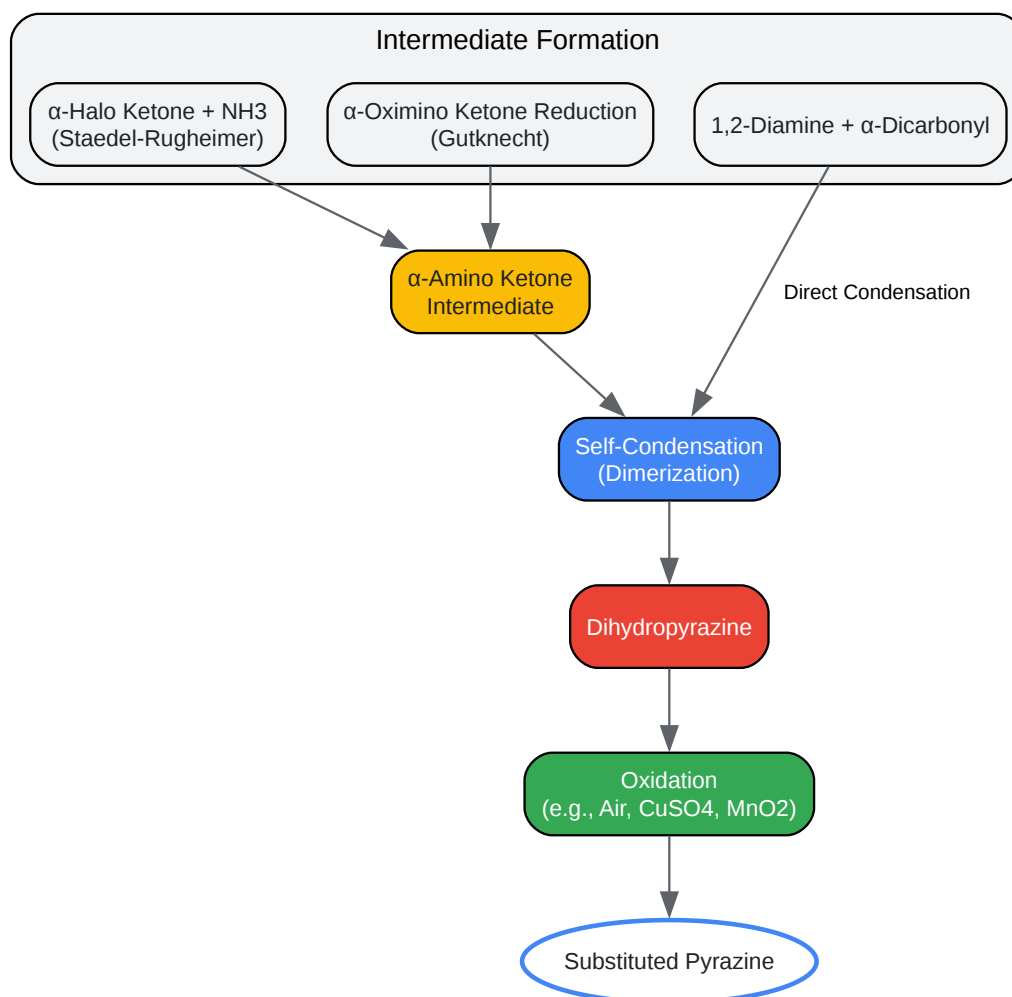 Intermediate Formation
α-Halo Ketone + NH3
(Staedel-Rugheimer)
α-Oximino Ketone Reduction
(Gutknecht)
1,2-Diamine + α-Dicarbonyl
α-Amino Ketone
Intermediate
Direct Condensation
Self-Condensation
(Dimerization)
Dihydropyrazine
Oxidation
(e.g., Air, CuSO4, MnO2)
Substituted Pyrazine